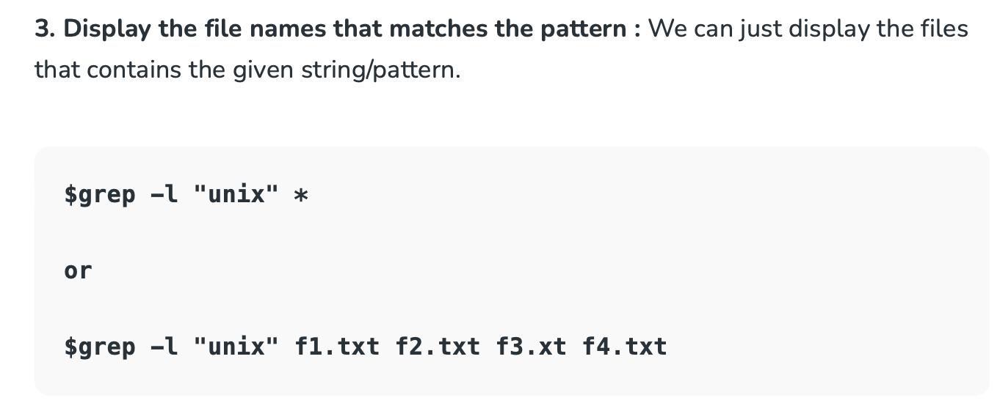 3. Display the file names that matches the pattern : We can just display the files
that contains the given string/pattern.
$grep -l "unix" *
or
$grep -l "unix" f1.txt f2.txt f3.xt f4.txt